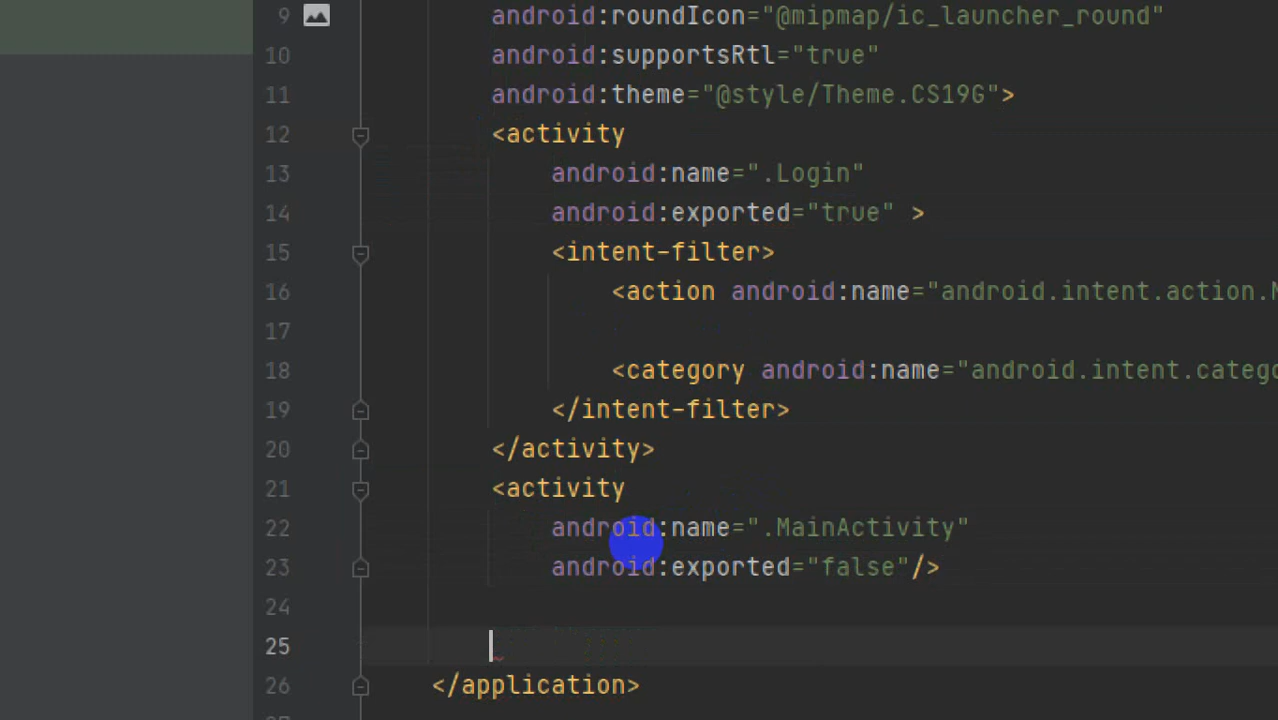 9 android:roundIcon="@mipmap/ic_launcher_round"
10 android:supportsRtl="true"
11 android:theme="@style/Theme.CS19G">
12 <activity
13 android:name=".Login"
14 android:exported="true" >
15 <intent-filter>
16 <action android:name="android.intent.action.
17
18 <category android:name="android.intent.catego
19 </intent-filter>
20 </activity>
21 <activity
22 android:name=".MainActivity"
23 android:exported="false"/>
24
25
26 </application>